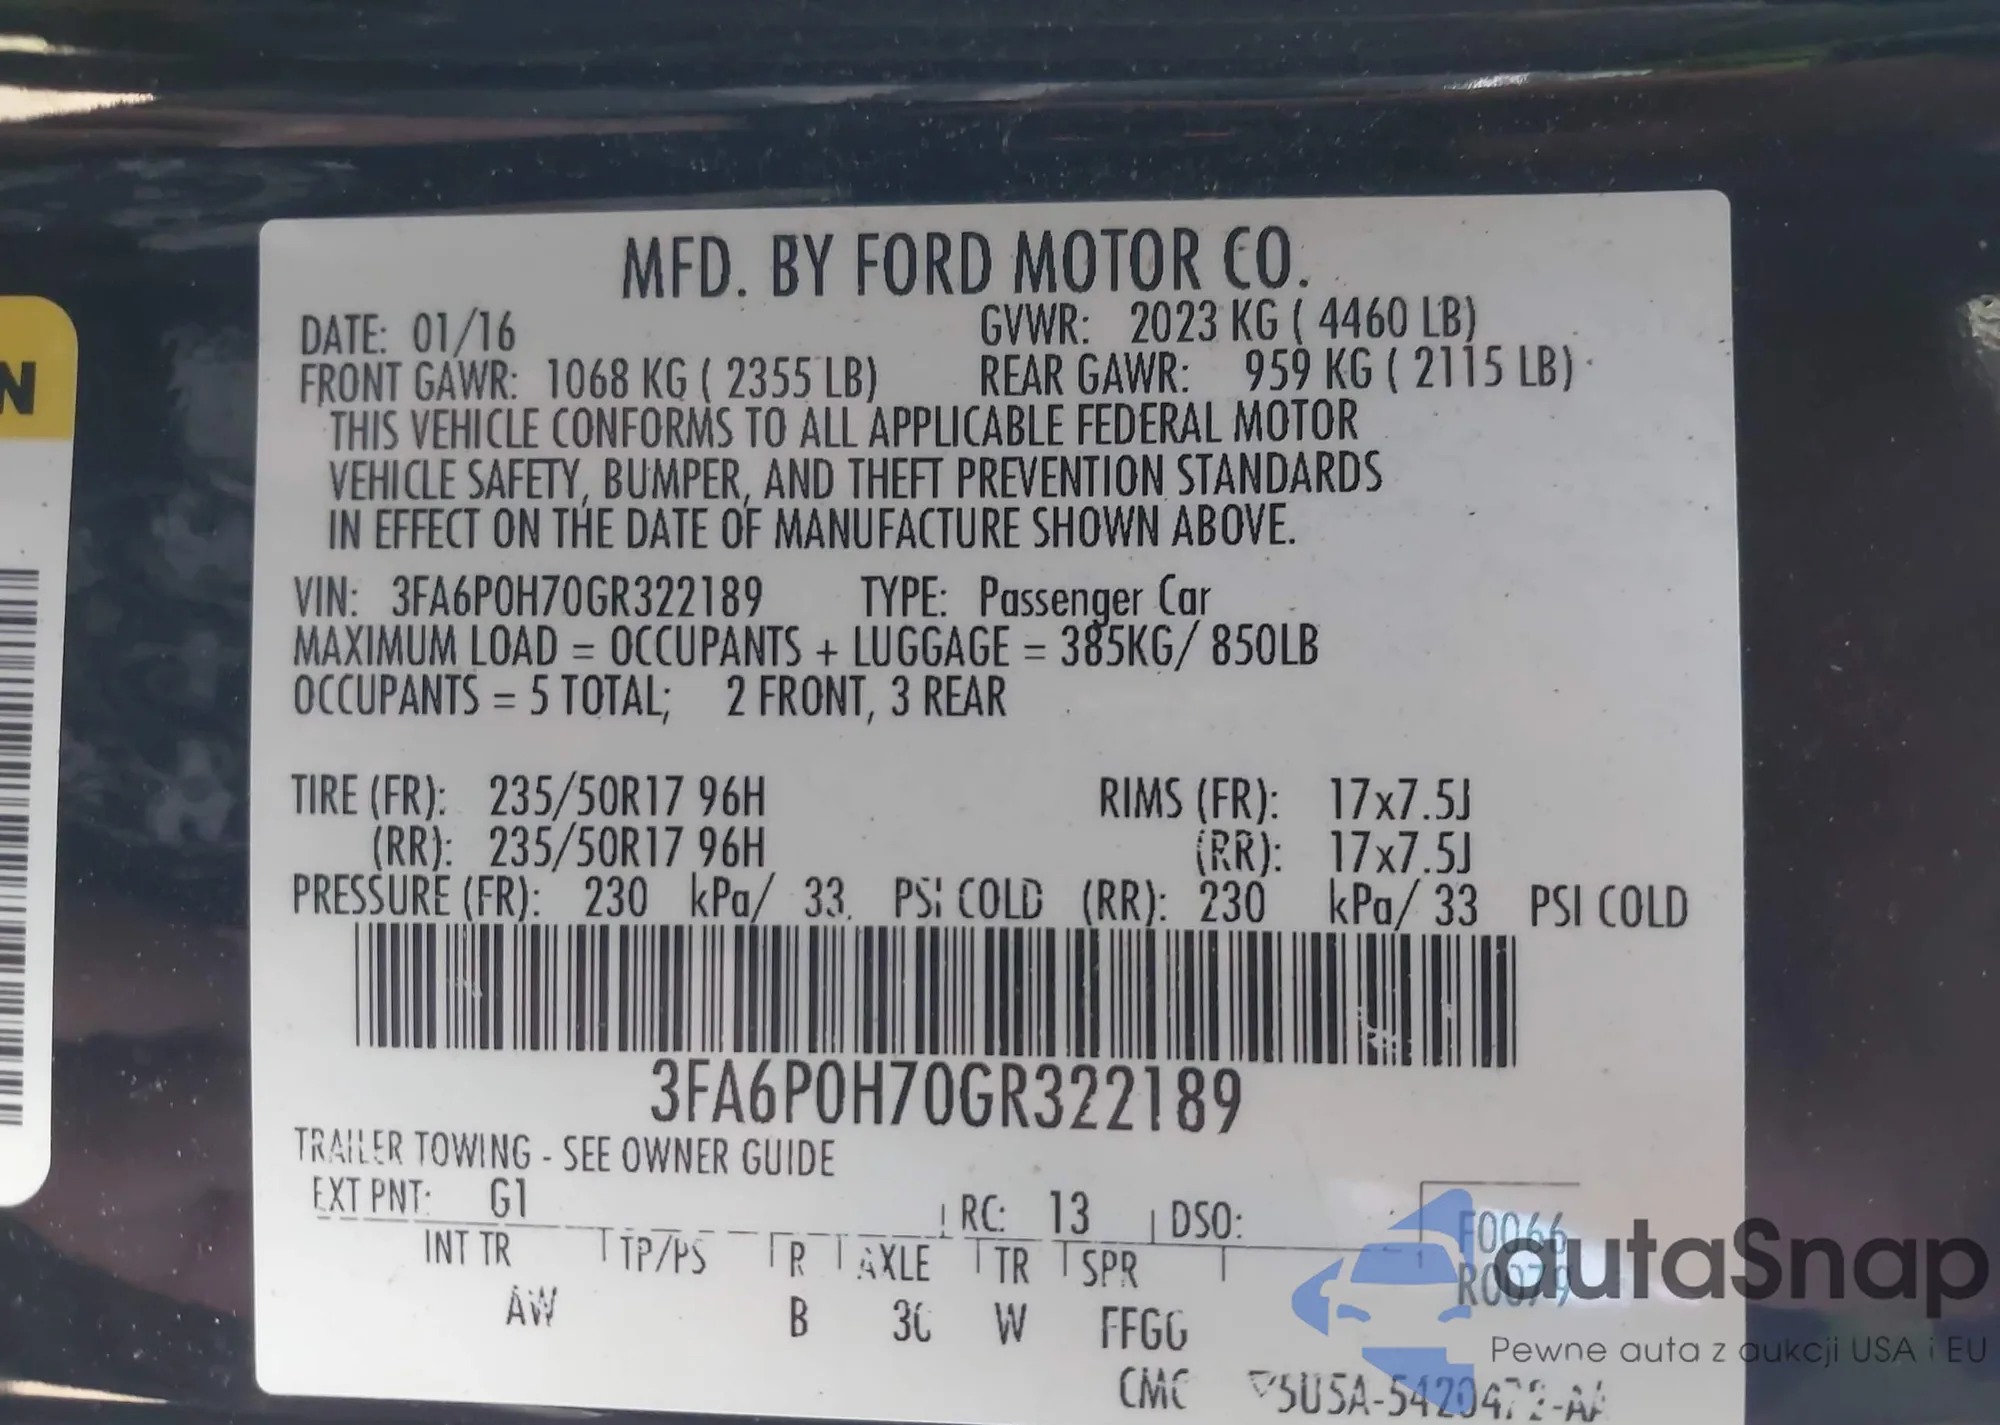 MFD. BY FORD MOTOR CO.
DATE: 01/16 GVWR: 2023 KG ( 4460 LB)
FRONT GAWR: 1068 KG ( 2355 LB) REAR GAWR: 959 KG ( 2115 LB)
THIS VEHICLE CONFORMS TO ALL APPLICABLE FEDERAL MOTOR
VEHICLE SAFETY, BUMPER, AND THEFT PREVENTION STANDARDS
IN EFFECT ON THE DATE OF MANUFACTURE SHOWN ABOVE.
VIN: 3FA6P0H70GR322189 TYPE: Passenger Car
MAXIMUM LOAD = OCCUPANTS + LUGGAGE = 385KG/ 850LB
OCCUPANTS = 5 TOTAL; 2 FRONT, 3 REAR
TIRE (FR): 235/50R17 96H RIMS (FR): 17x7.5J
(RR): 235/50R17 96H (RR): 17x7.5J
PRESSURE (FR): 230 kPa/ 33 PSI COLD (RR): 230 kPa/ 33 PSI COLD
3FA6P0H70GR322189
TRAILER TOWING - SEE OWNER GUIDE
EXT PNT: G1 RC: 13 DSO: F0066
INT TR TP/PS R AXLE TR SPR R0079
AW B 3C W FFGG
CMC
autaSnap
Pewne auta z aukcji USA i EU
N